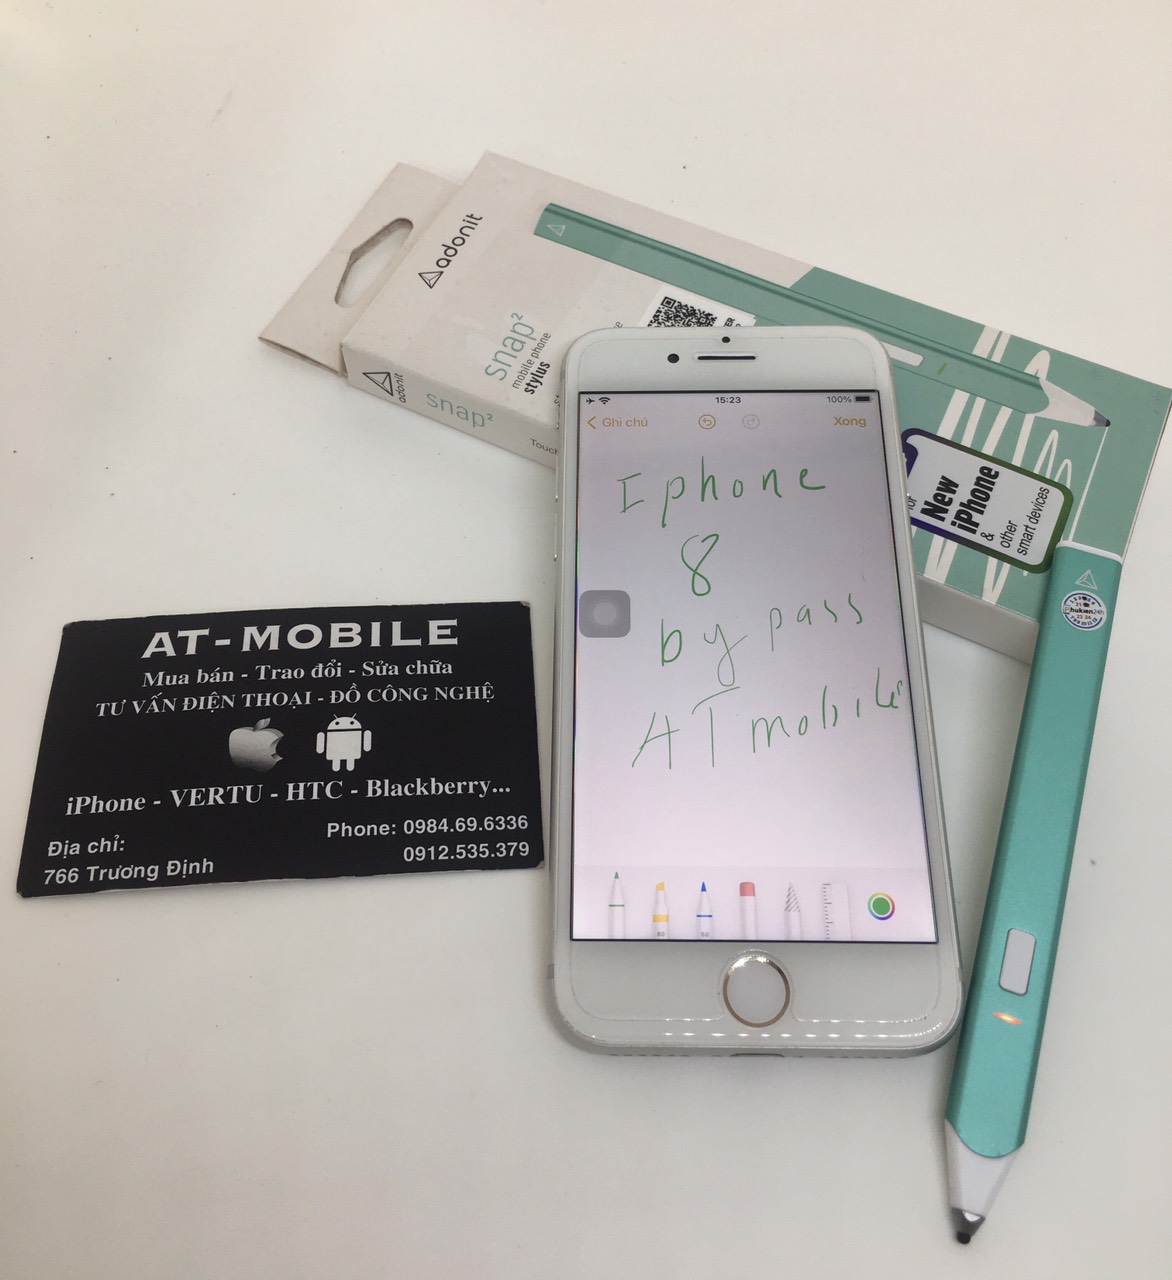 adonit
snap²
mobile phone
stylus
adonit
snap²
Touch
for
New
iPhone
&
other
smart devices
15:23
100%
Ghi chú
Xong
Iphone
8
by pass
AT mobile
AT-MOBILE
Mua bán - Trao đổi - Sửa chữa
TƯ VẤN ĐIỆN THOẠI - ĐỒ CÔNG NGHỆ
iPhone - VERTU - HTC - Blackberry...
Địa chỉ:
766 Trương Định
Phone: 0984.69.6336
0912.535.379